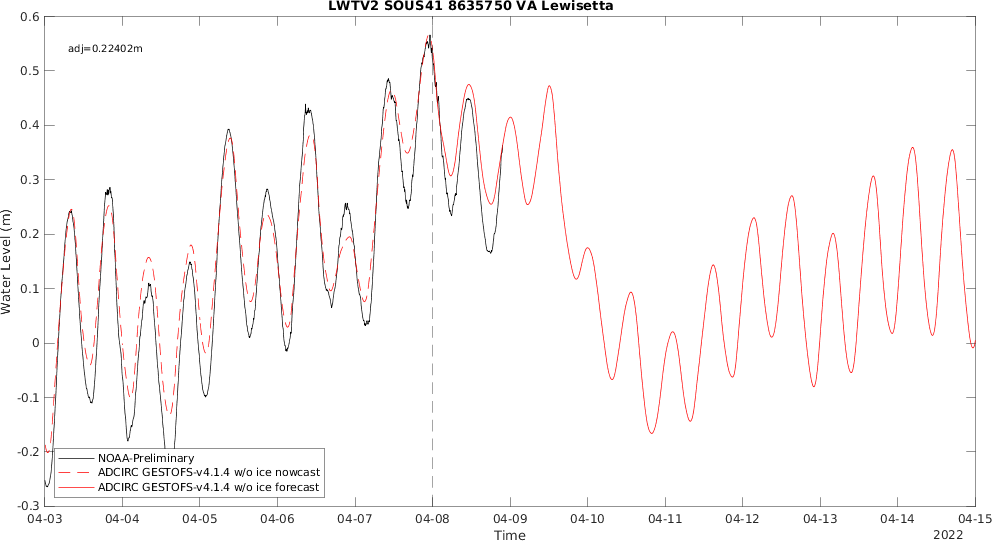 LWTV2 SOUS41 8635750 VA Lewisetta
adj=0.22402m
Water Level (m)
0.6
0.5
0.4
0.3
0.2
0.1
0
-0.1
-0.2
-0.3
NOAA-Preliminary
ADCIRC GESTOFS-v4.1.4 w/o ice nowcast
ADCIRC GESTOFS-v4.1.4 w/o ice forecast
04-03 04-04 04-05 04-06 04-07 04-08 04-09 04-10 04-11 04-12 04-13 04-14 04-15
Time
2022